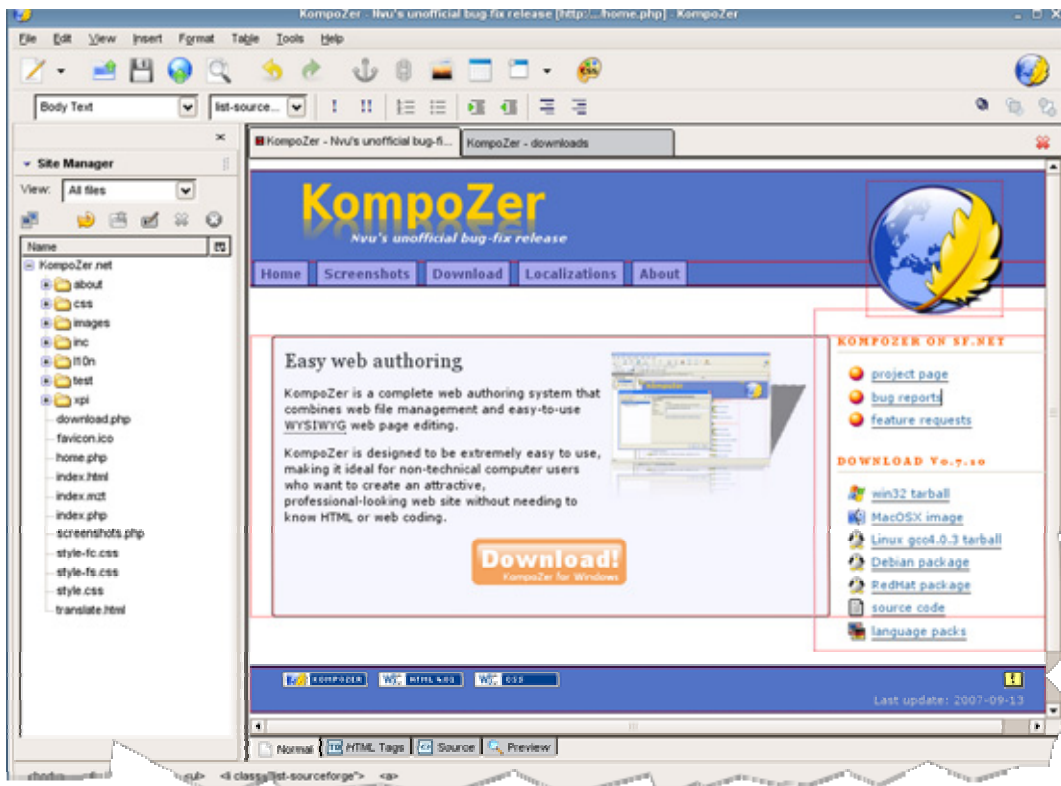 KompoZer - Nvu's unofficial bug-fix release [http:/.../home.php] - KompoZer
File Edit View Insert Format Table Tools Help
Body Text
list-source...
Site Manager
View: All files
Name
KompoZer.net
about
css
images
inc
l10n
test
xpi
download.php
favicon.ico
home.php
index.html
index.mzt
index.php
screenshots.php
style-fc.css
style-fs.css
style.css
translate.html
KompoZer - Nvu's unofficial bug-fi...
KompoZer - downloads
KompoZer
Nvu's unofficial bug-fix release
Home Screenshots Download Localizations About
Easy web authoring
KompoZer is a complete web authoring system that
combines web file management and easy-to-use
WYSIWYG web page editing.
KompoZer is designed to be extremely easy to use,
making it ideal for non-technical computer users
who want to create an attractive,
professional-looking web site without needing to
know HTML or web coding.
Download!
KompoZer for Windows
KOMPOZER ON SF.NET
project page
bug reports
feature requests
DOWNLOAD V0.7.10
win32 tarball
MacOSX image
Linux gcc4.0.3 tarball
Debian package
RedHat package
source code
language packs
KOMPOZER
W3C HTML 4.01
W3C CSS
Last update: 2007-09-13
Normal HTML Tags Source Preview
<ul> <li class="list-sourceforge"> <a>